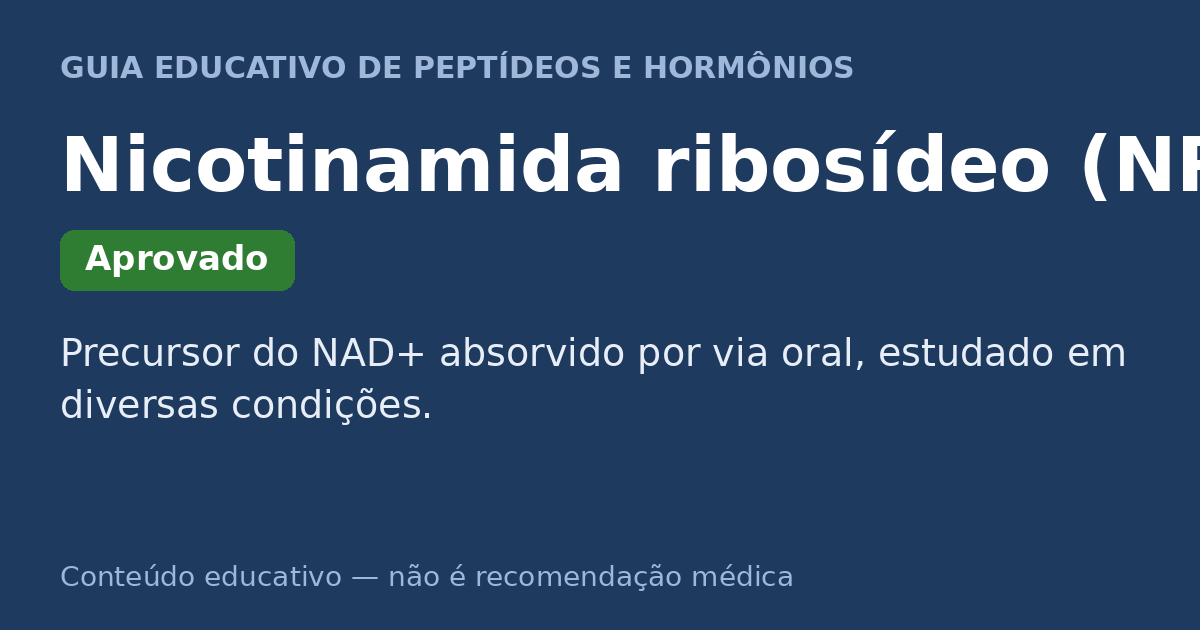 GUIA EDUCATIVO DE PEPTÍDEOS E HORMÔNIOS
Nicotinamida ribosídeo (N
Aprovado
Precursor do NAD+ absorvido por via oral, estudado em
diversas condições.
Conteúdo educativo — não é recomendação médica